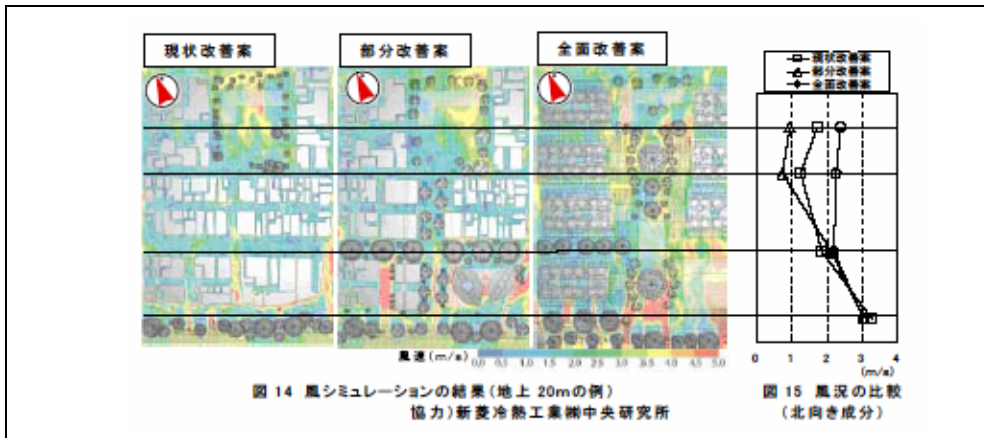 現状改善案
部分改善案
全面改善案
現状改善案
部分改善案
全面改善案
風速(m/s)
0.0 0.5 1.0 1.5 2.0 2.5 3.0 3.5 4.0 4.5 5.0
0 1 2 3 4
(m/s)
図 14 風シミュレーションの結果(地上 20mの例)
協力)新菱冷熱工業㈱中央研究所
図 15 風況の比較
(北向き成分)